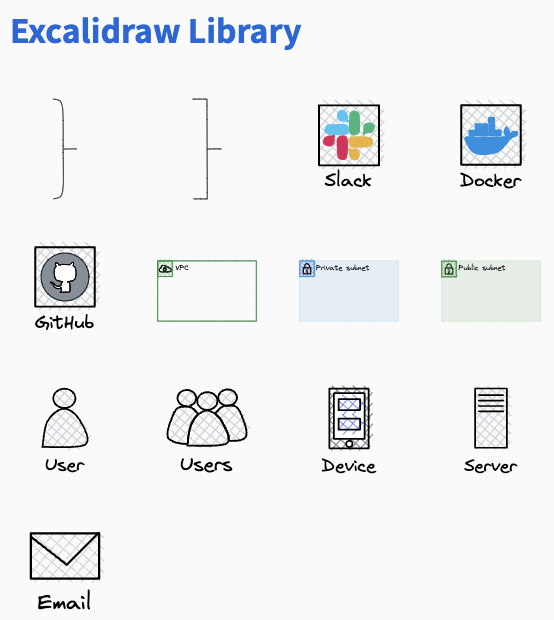 Excalidraw Library
Slack
Docker
GitHub
VPC
Private subnet
Public subnet
User
Users
Device
Server
Email